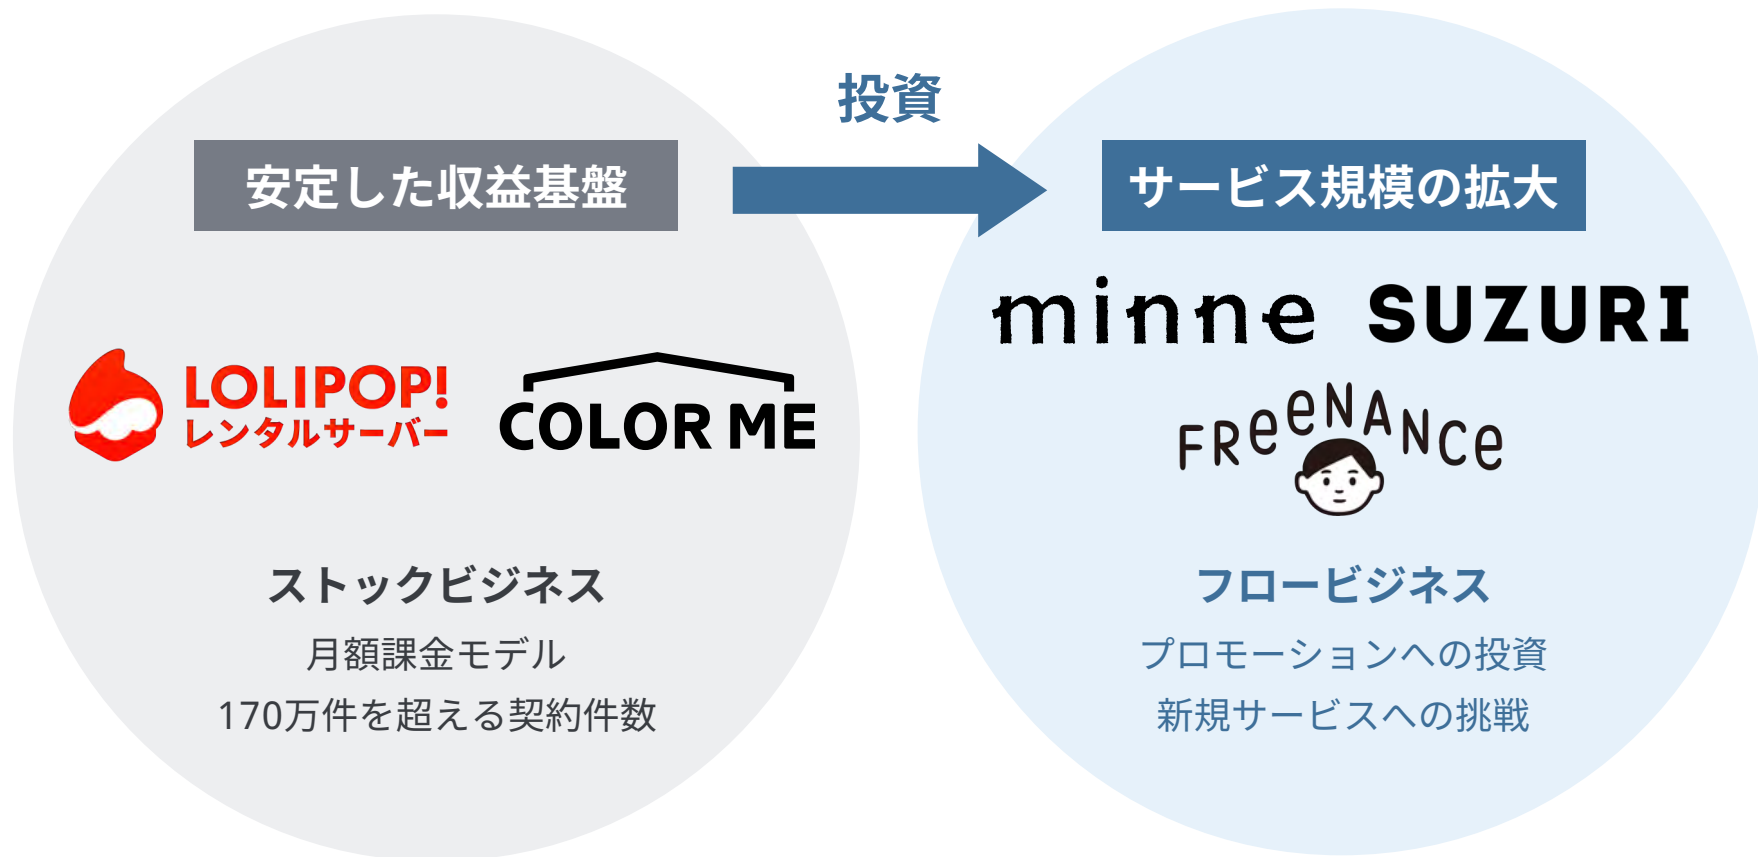 投資
安定した収益基盤
サービス規模の拡大
LOLIPOP!
レンタルサーバー
COLOR ME
minne
SUZURI
FReeNANCe
ストックビジネス
月額課金モデル
170万件を超える契約件数
フロービジネス
プロモーションへの投資
新規サービスへの挑戦